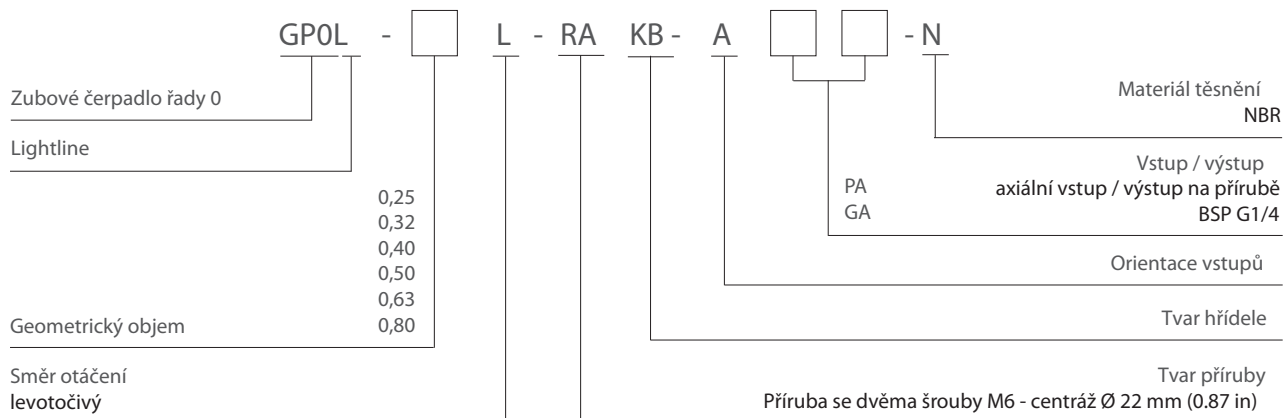 GP0L - L - RA KB - A - N
Zubové čerpadlo řady 0
Lightline
0,25
0,32
0,40
0,50
0,63
0,80
Geometrický objem
Směr otáčení
levotočivý
Materiál těsnění
NBR
Vstup / výstup
PA axiální vstup / výstup na přírubě
GA BSP G1/4
Orientace vstupů
Tvar hřídele
Tvar příruby
Příruba se dvěma šrouby M6 - centráž Ø 22 mm (0.87 in)